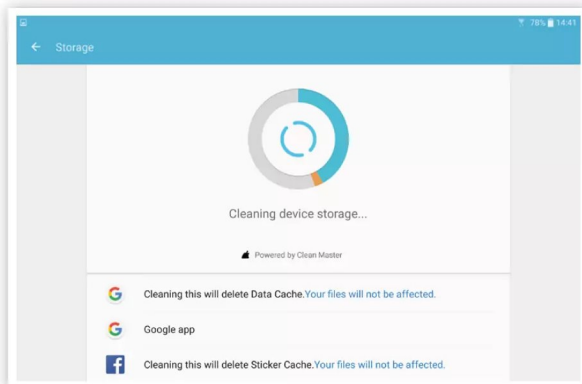 78% 14:41
Storage
Cleaning device storage...
Powered by Clean Master
Cleaning this will delete Data Cache.Your files will not be affected.
Google app
Cleaning this will delete Sticker Cache.Your files will not be affected.